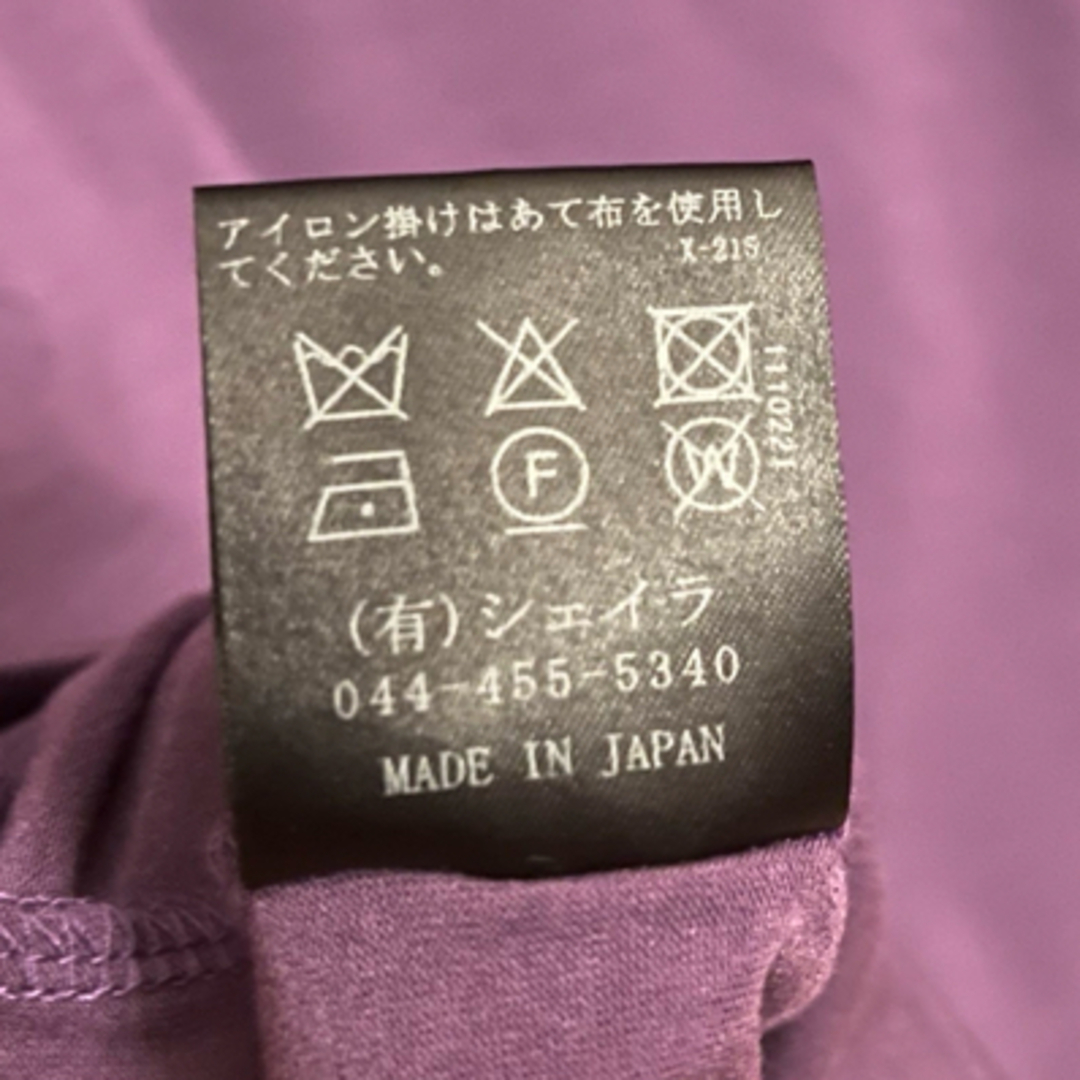 アイロン掛けはあて布を使用し
てください。
X-215
1110221
F
W
(有)シェイラ
044-455-5340
MADE IN JAPAN